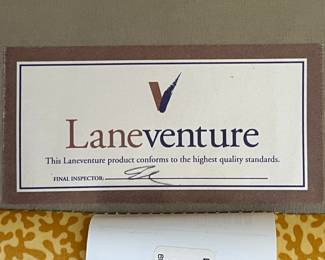 Laneventure
This Laneventure product conforms to the highest quality standards.
FINAL INSPECTOR: